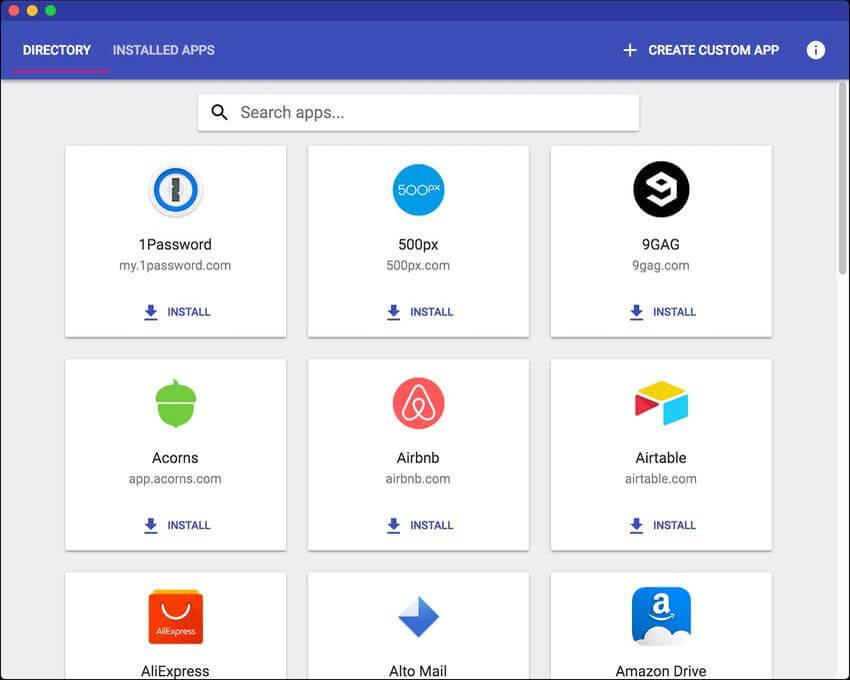 DIRECTORY INSTALLED APPS CREATE CUSTOM APP
Search apps...
500px 9
1Password 500px 9GAG
my.1password.com 500px.com 9gag.com
INSTALL INSTALL INSTALL
Acorns Airbnb Airtable
app.acorns.com airbnb.com airtable.com
INSTALL INSTALL INSTALL
AliExpress a
AliExpress Alto Mail Amazon Drive